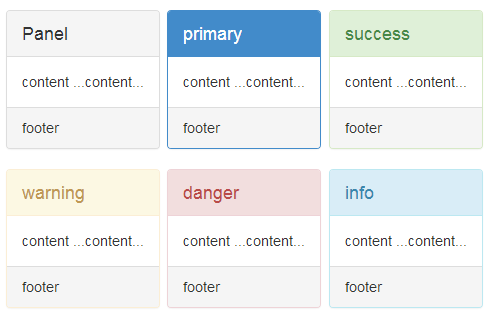 Panel
content ...content...
footer
primary
content ...content...
footer
success
content ...content...
footer
warning
content ...content...
footer
danger
content ...content...
footer
info
content ...content...
footer